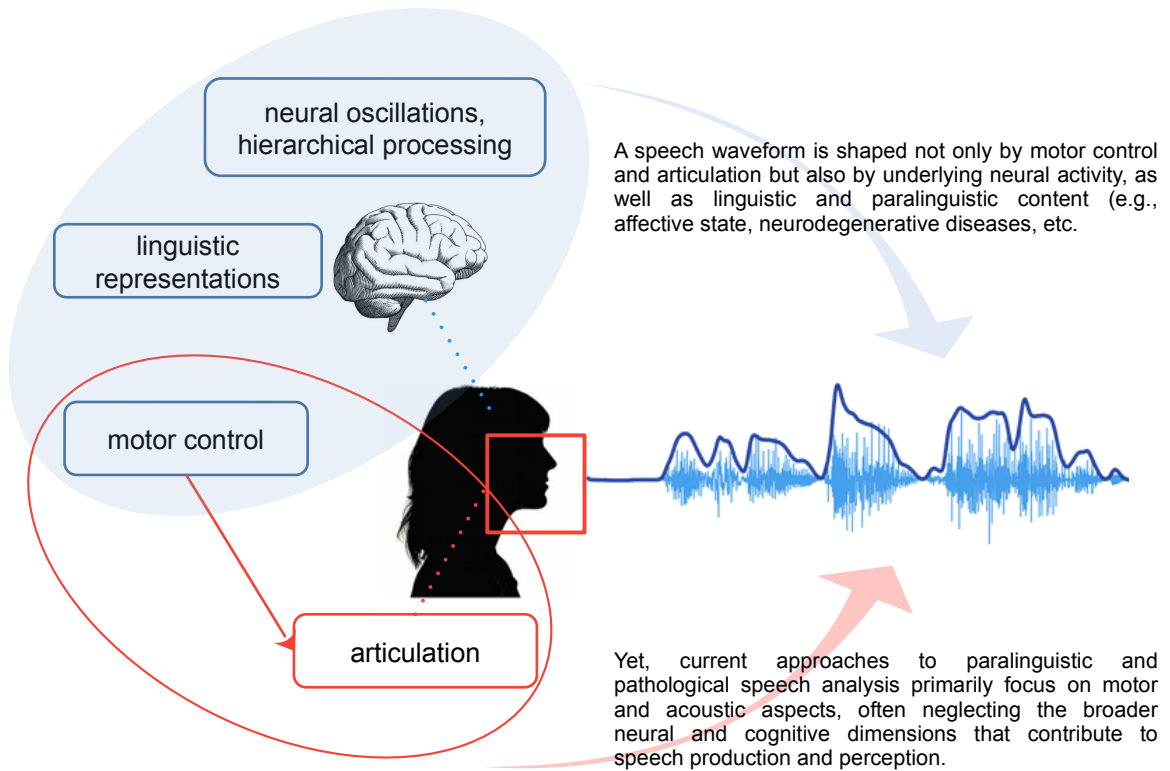 neural oscillations,
hierarchical processing
linguistic
representations
motor control
articulation
A speech waveform is shaped not only by motor control
and articulation but also by underlying neural activity, as
well as linguistic and paralinguistic content (e.g.,
affective state, neurodegenerative diseases, etc.
Yet, current approaches to paralinguistic and
pathological speech analysis primarily focus on motor
and acoustic aspects, often neglecting the broader
neural and cognitive dimensions that contribute to
speech production and perception.